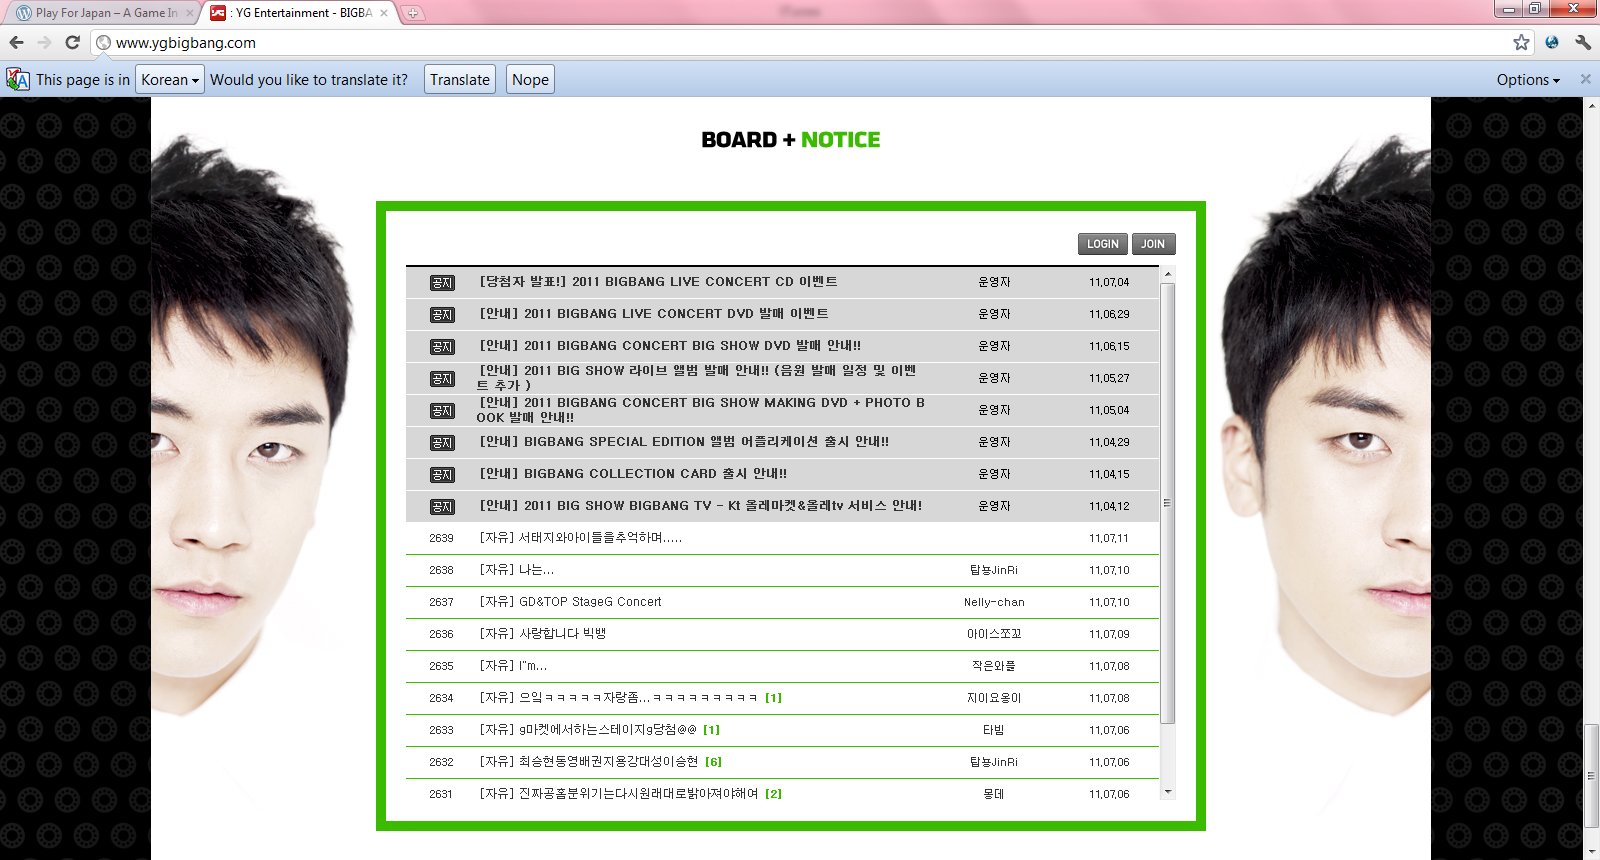 Play For Japan – A Game In
: YG Entertainment - BIGBA
www.ygbigbang.com
This page is in Korean Would you like to translate it? Translate Nope Options
BOARD + NOTICE
LOGIN JOIN
공지 [당첨자 발표!] 2011 BIGBANG LIVE CONCERT CD 이벤트 운영자 11.07.04
공지 [안내] 2011 BIGBANG LIVE CONCERT DVD 발매 이벤트 운영자 11.06.29
공지 [안내] 2011 BIGBANG CONCERT BIG SHOW DVD 발매 안내!! 운영자 11.06.15
공지 [안내] 2011 BIG SHOW 라이브 앨범 발매 안내!! (음원 발매 일정 및 이벤
트 추가 ) 운영자 11.05.27
공지 [안내] 2011 BIGBANG CONCERT BIG SHOW MAKING DVD + PHOTO B
OOK 발매 안내!! 운영자 11.05.04
공지 [안내] BIGBANG SPECIAL EDITION 앨범 어플리케이션 출시 안내!! 운영자 11.04.29
공지 [안내] BIGBANG COLLECTION CARD 출시 안내!! 운영자 11.04.15
공지 [안내] 2011 BIG SHOW BIGBANG TV - Kt 올레마켓&올레tv 서비스 안내! 운영자 11.04.12
2639 [자유] 서태지와아이들을추억하며..... 11.07.11
2638 [자유] 나는... 탑뇽JinRi 11.07.10
2637 [자유] GD&TOP StageG Concert Nelly-chan 11.07.10
2636 [자유] 사랑합니다 빅뱅 아이스쪼꼬 11.07.09
2635 [자유] I"m... 작은와플 11.07.08
2634 [자유] 으잌ㅋㅋㅋㅋㅋ자랑좀...ㅋㅋㅋㅋㅋㅋㅋㅋㅋ [1] 지이요옹이 11.07.08
2633 [자유] g마켓에서하는스테이지g당첨@@ [1] 타빔 11.07.06
2632 [자유] 최승현동영배권지용강대성이승현 [6] 탑뇽JinRi 11.07.06
2631 [자유] 진짜공홈분위기는다시원래대로밝아져야해여 [2] 몽데 11.07.06